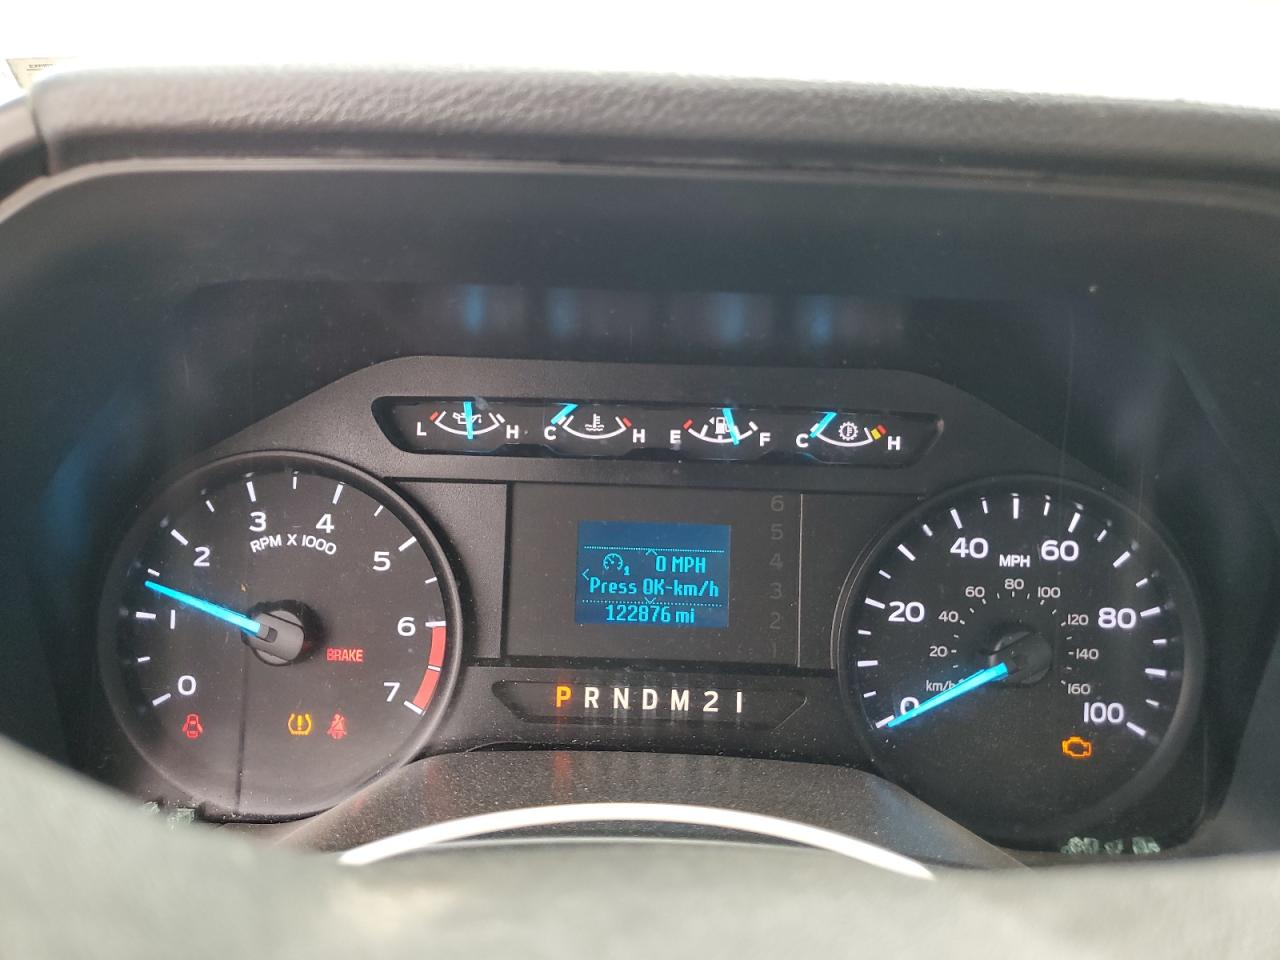 L H C H E F C H
6
5
4
3
2
1
0 MPH
Press OK-km/h
122876 mi
0 1 2 3 4 5 6 7
RPM X 1000
BRAKE
P R N D M 2 1
0 20 40 60 80 100
MPH
20 40 60 80 100 120 140 160
km/h